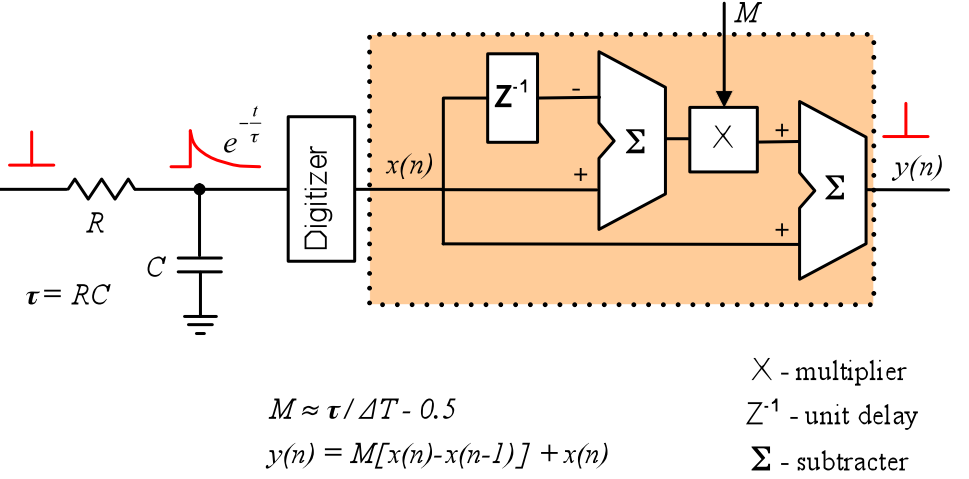 M
Z-1
-
Σ
X
+
Σ
y(n)
e -t/τ
Digitizer
x(n)
+
+
R
C
τ = RC
M ≈ τ / ΔT - 0.5
y(n) = M[x(n)-x(n-1)] + x(n)
X - multiplier
Z-1 - unit delay
Σ - subtracter